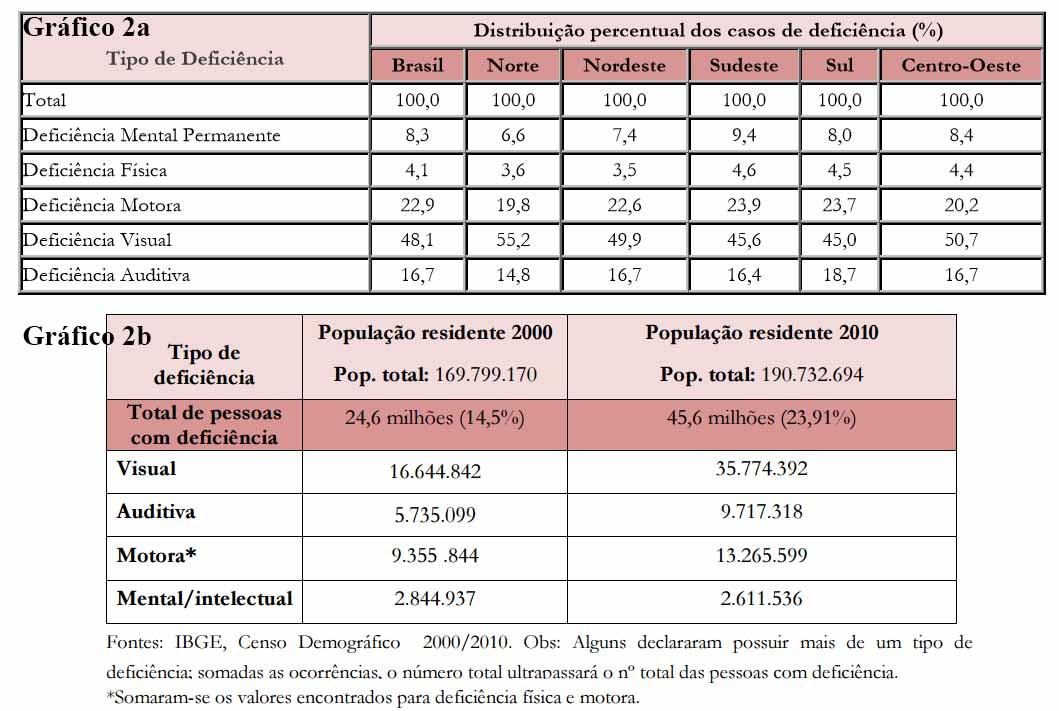 Gráfico 2a
Tipo de Deficiência
Distribuição percentual dos casos de deficiência (%)
Brasil Norte Nordeste Sudeste Sul Centro-Oeste
Total 100,0 100,0 100,0 100,0 100,0 100,0
Deficiência Mental Permanente 8,3 6,6 7,4 9,4 8,0 8,4
Deficiência Física 4,1 3,6 3,5 4,6 4,5 4,4
Deficiência Motora 22,9 19,8 22,6 23,9 23,7 20,2
Deficiência Visual 48,1 55,2 49,9 45,6 45,0 50,7
Deficiência Auditiva 16,7 14,8 16,7 16,4 18,7 16,7
Gráfico 2b
Tipo de
deficiência
População residente 2000
Pop. total: 169.799.170
População residente 2010
Pop. total: 190.732.694
Total de pessoas
com deficiência
24,6 milhões (14,5%) 45,6 milhões (23,91%)
Visual 16.644.842 35.774.392
Auditiva 5.735.099 9.717.318
Motora* 9.355 .844 13.265.599
Mental/intelectual 2.844.937 2.611.536
Fontes: IBGE, Censo Demográfico 2000/2010. Obs: Alguns declararam possuir mais de um tipo de
deficiência; somadas as ocorrências, o número total ultrapassará o nº total das pessoas com deficiência.
*Somaram-se os valores encontrados para deficiência física e motora.